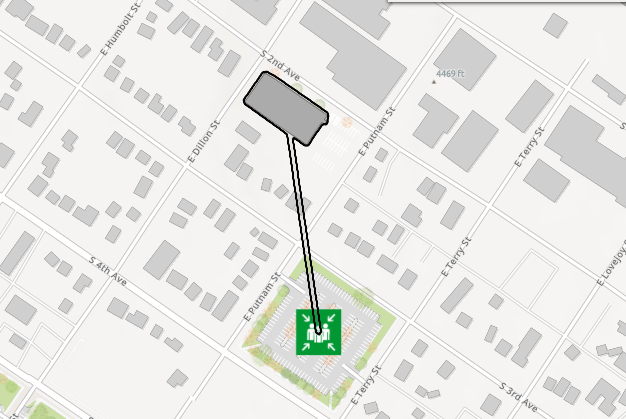 E Humbolt St
S 2nd Ave
4469 ft
E Dillon St
E Putnam St
E Terry St
S 4th Ave
E Terry St
E Lovejoy S
E Putnam St
E Terry St
S 3rd Ave